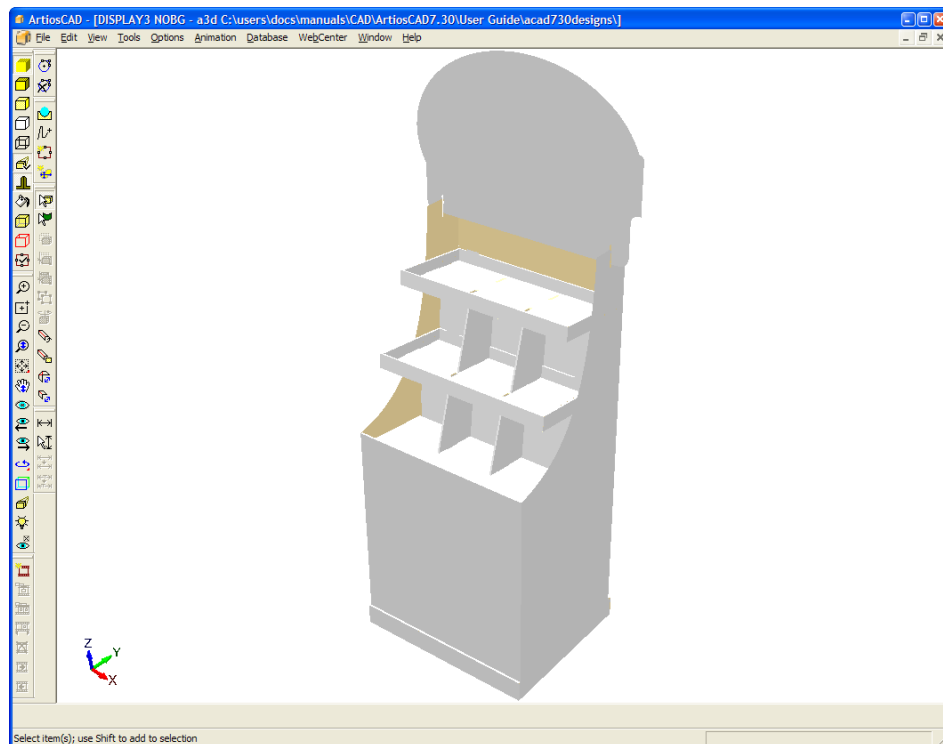 ArtiosCAD - [DISPLAY3 NOBG - a3d C:\users\docs\manuals\CAD\ArtiosCAD7.30\User Guide\acad730designs\]
File Edit View Tools Options Animation Database WebCenter Window Help
Z
Y
X
Select item(s); use Shift to add to selection